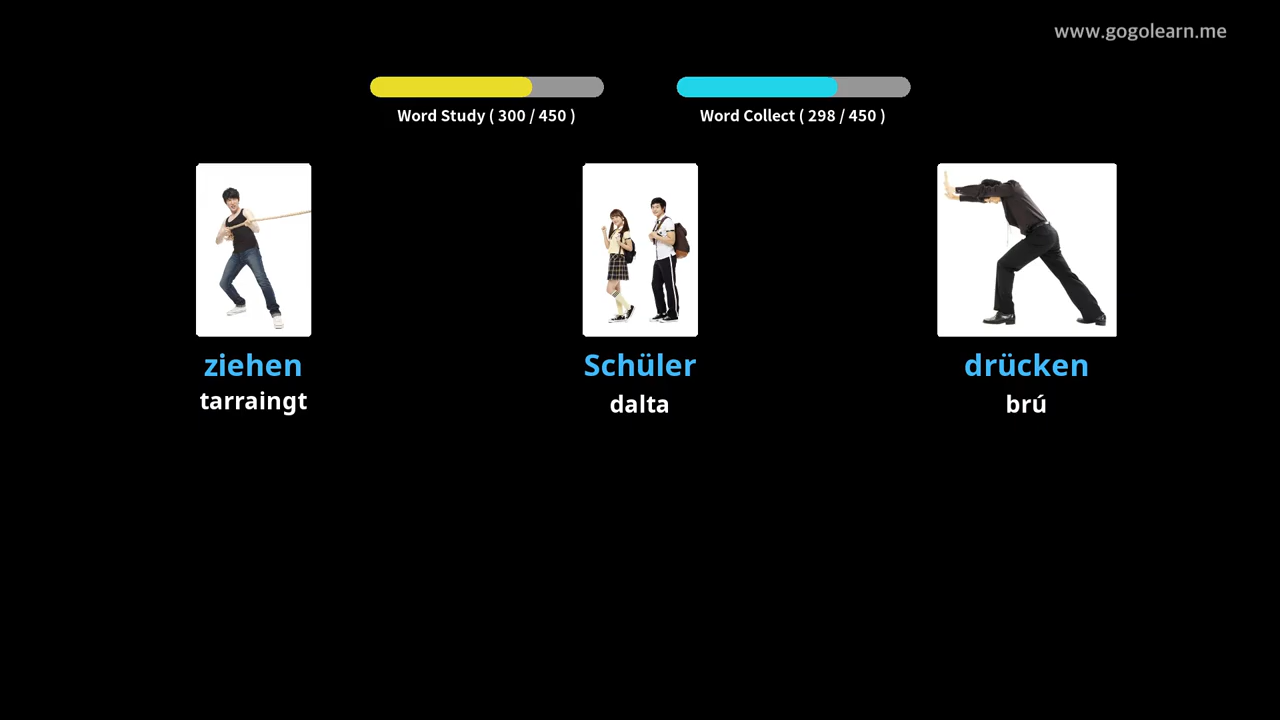 www.gogolearn.me
Word Study ( 300 / 450 )
Word Collect ( 298 / 450 )
ziehen
tarraingt
Schüler
dalta
drücken
brú